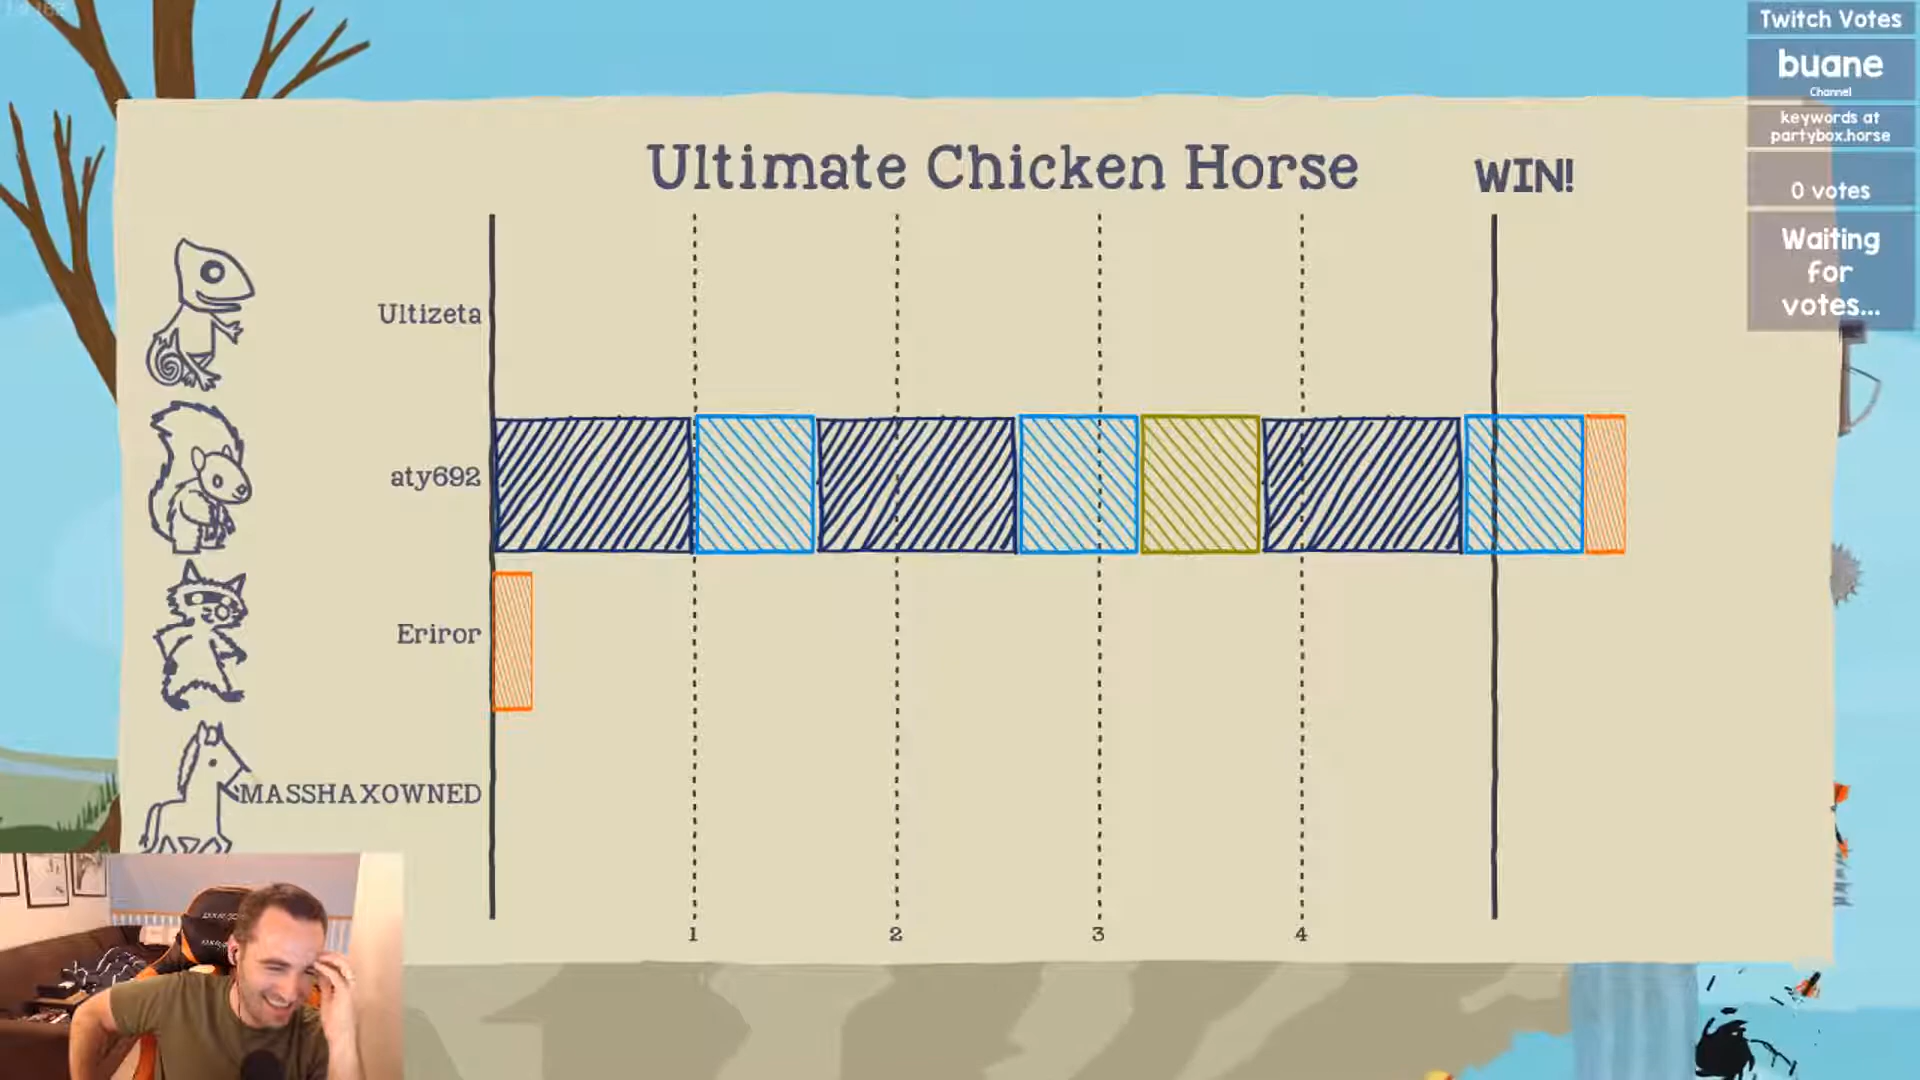 Twitch Votes
buane
Channel
keywords at
partybox.horse
0 votes
Waiting
for
votes...
Ultimate Chicken Horse
WIN!
Ultizeta
aty692
Eriror
MASSHAXOWNED
1
2
3
4